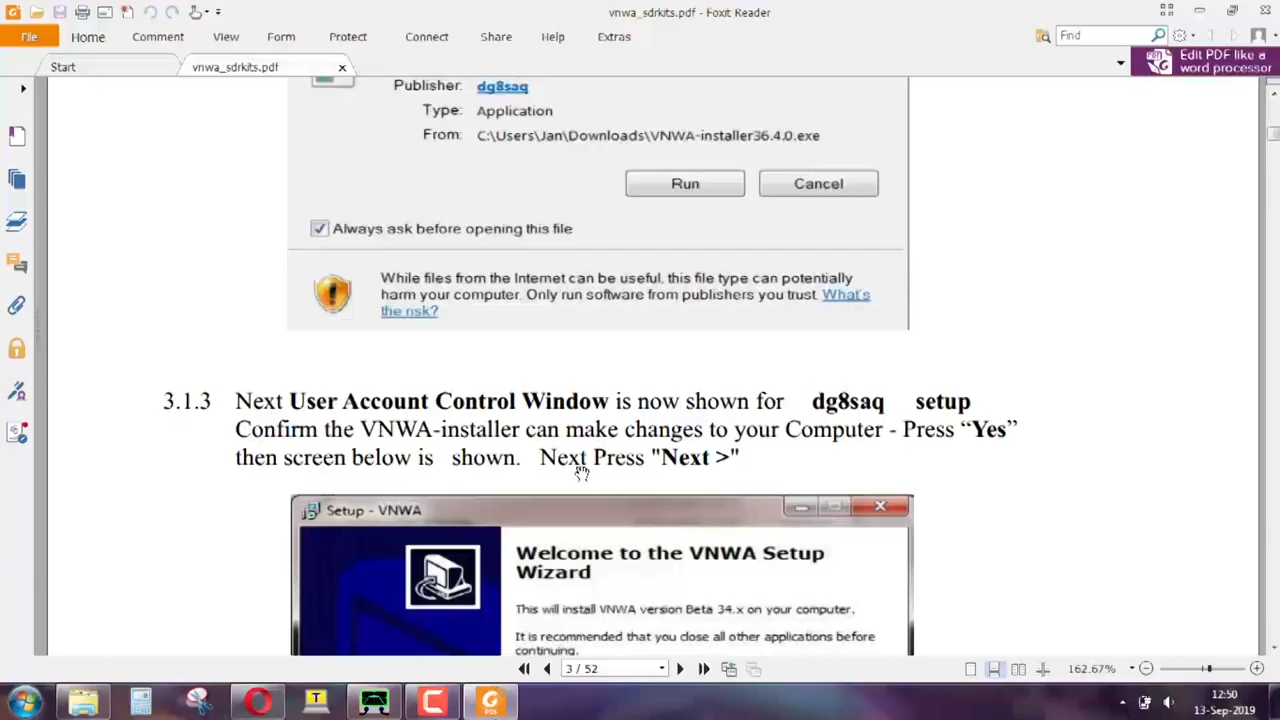 vnwa_sdrkits.pdf - Foxit Reader
File Home Comment View Form Protect Connect Share Help Extras Find
Start vnwa_sdrkits.pdf
Edit PDF like a
word processor
Publisher: dg8saq
Type: Application
From: C:\Users\Jan\Downloads\VNWA-installer36.4.0.exe
Run Cancel
Always ask before opening this file
While files from the Internet can be useful, this file type can potentially
harm your computer. Only run software from publishers you trust. What's
the risk?
3.1.3 Next User Account Control Window is now shown for dg8saq setup
Confirm the VNWA-installer can make changes to your Computer - Press “Yes”
then screen below is shown. Next Press "Next >"
Setup - VNWA
Welcome to the VNWA Setup
Wizard
This will install VNWA version Beta 34.x on your computer.
It is recommended that you close all other applications before
continuing.
3 / 52
162.67%
12:50
13-Sep-2019